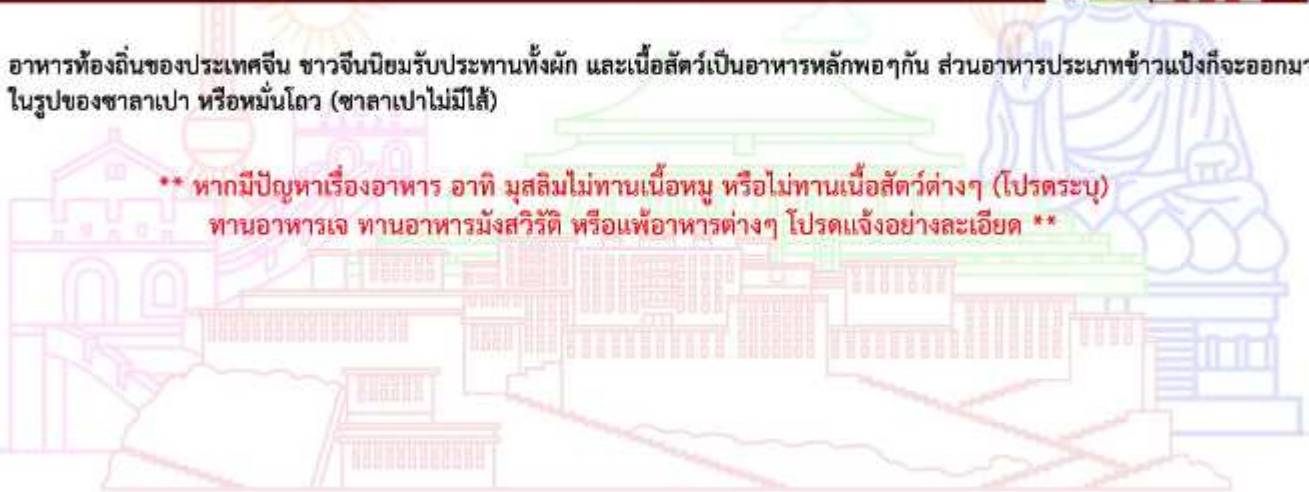 อาหารท้องถิ่นของประเทศจีน ชาวจีนนิยมรับประทานทั้งผัก และเนื้อสัตว์เป็นอาหารหลักพอๆกัน ส่วนอาหารประเภทข้าวแป้งก็จะออกมา
ในรูปของซาลาเปา หรือหมั่นโถว (ซาลาเปาไม่มีไส้)
** หากมีปัญหาเรื่องอาหาร อาทิ มุสลิมไม่ทานเนื้อหมู หรือไม่ทานเนื้อสัตว์ต่างๆ (โปรดระบุ)
ทานอาหารเจ ทานอาหารมังสวิรัติ หรือแพ้อาหารต่างๆ โปรดแจ้งอย่างละเอียด **